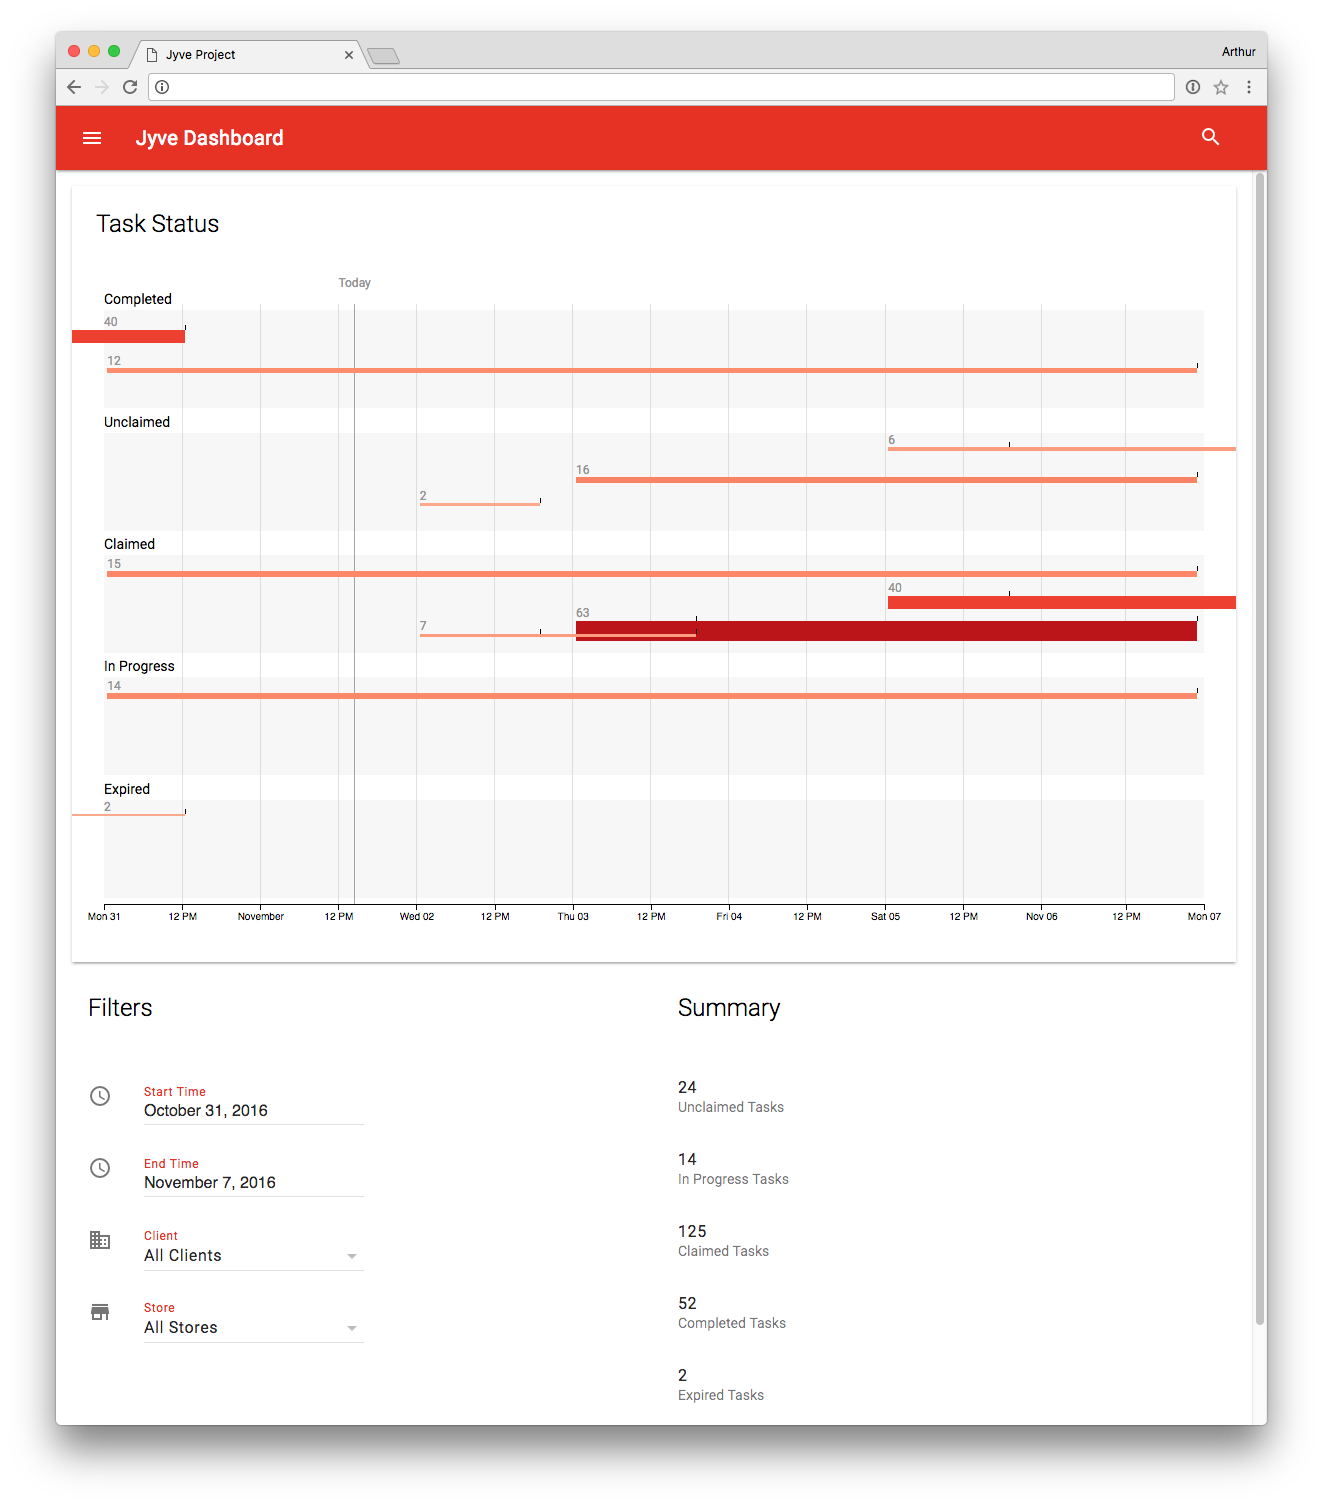 Jyve Project
Arthur
Jyve Dashboard
Task Status
Today
Completed
40
12
Unclaimed
6
16
2
Claimed
15
40
63
7
In Progress
14
Expired
2
Mon 31 12 PM November 12 PM Wed 02 12 PM Thu 03 12 PM Fri 04 12 PM Sat 05 12 PM Nov 06 12 PM Mon 07
Filters
Start Time
October 31, 2016
End Time
November 7, 2016
Client
All Clients
Store
All Stores
Summary
24
Unclaimed Tasks
14
In Progress Tasks
125
Claimed Tasks
52
Completed Tasks
2
Expired Tasks